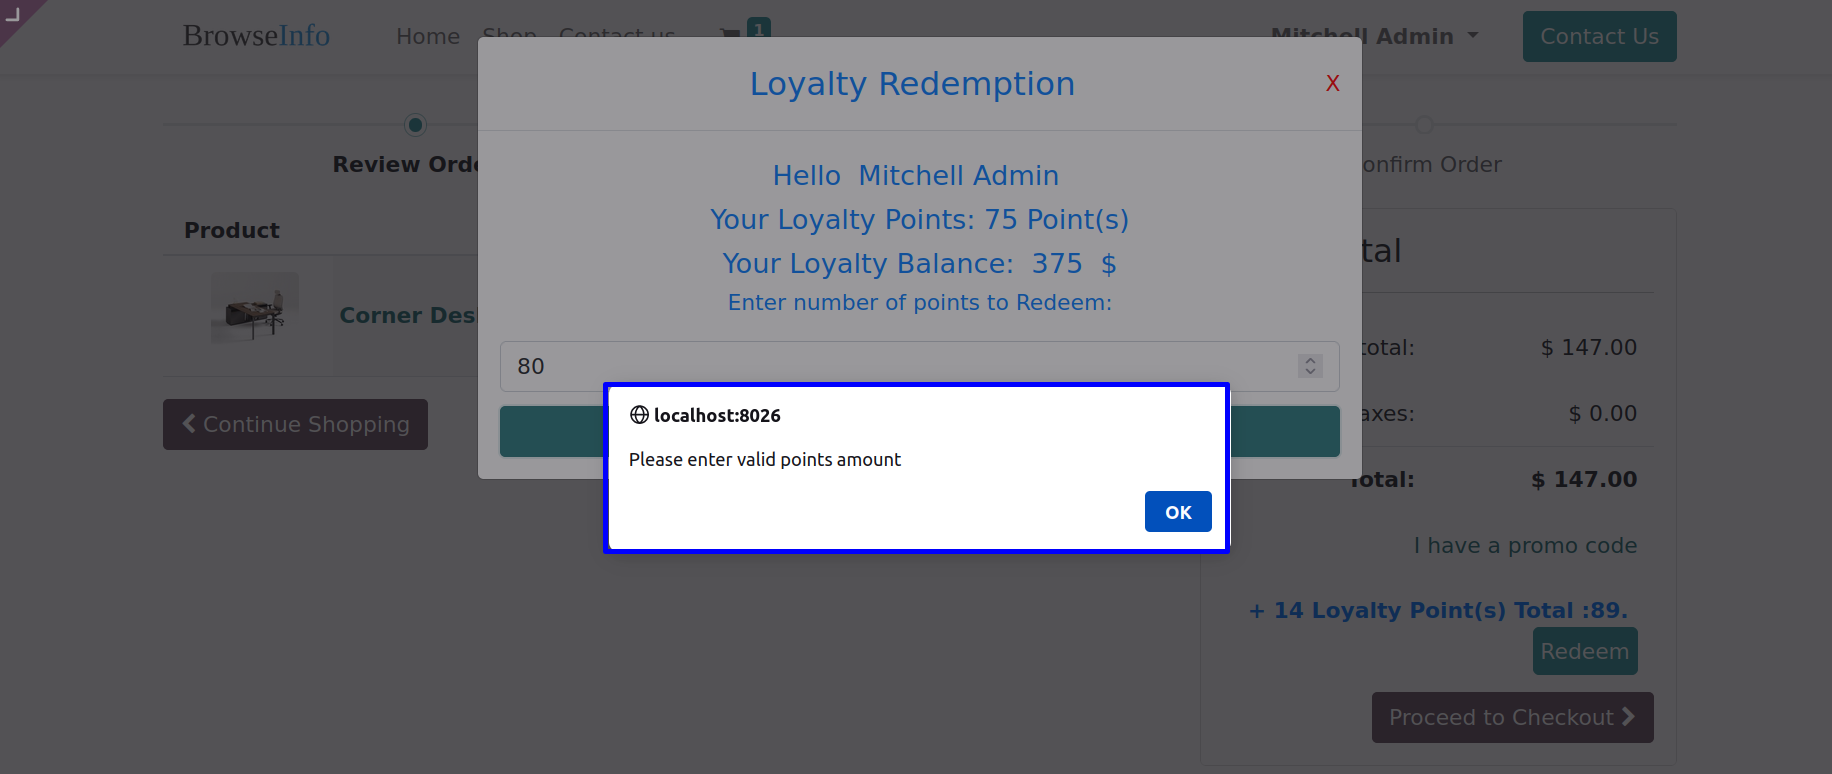 BrowseInfo
Home Shop Contact us 1
Mitchell Admin
Contact Us
Loyalty Redemption
X
Review Orde
onfirm Order
Hello Mitchell Admin
Your Loyalty Points: 75 Point(s)
Your Loyalty Balance: 375 $
Enter number of points to Redeem:
80
Product
Corner Des
Continue Shopping
localhost:8026
Please enter valid points amount
OK
tal
total: $ 147.00
axes: $ 0.00
Total: $ 147.00
I have a promo code
+ 14 Loyalty Point(s) Total :89.
Redeem
Proceed to Checkout